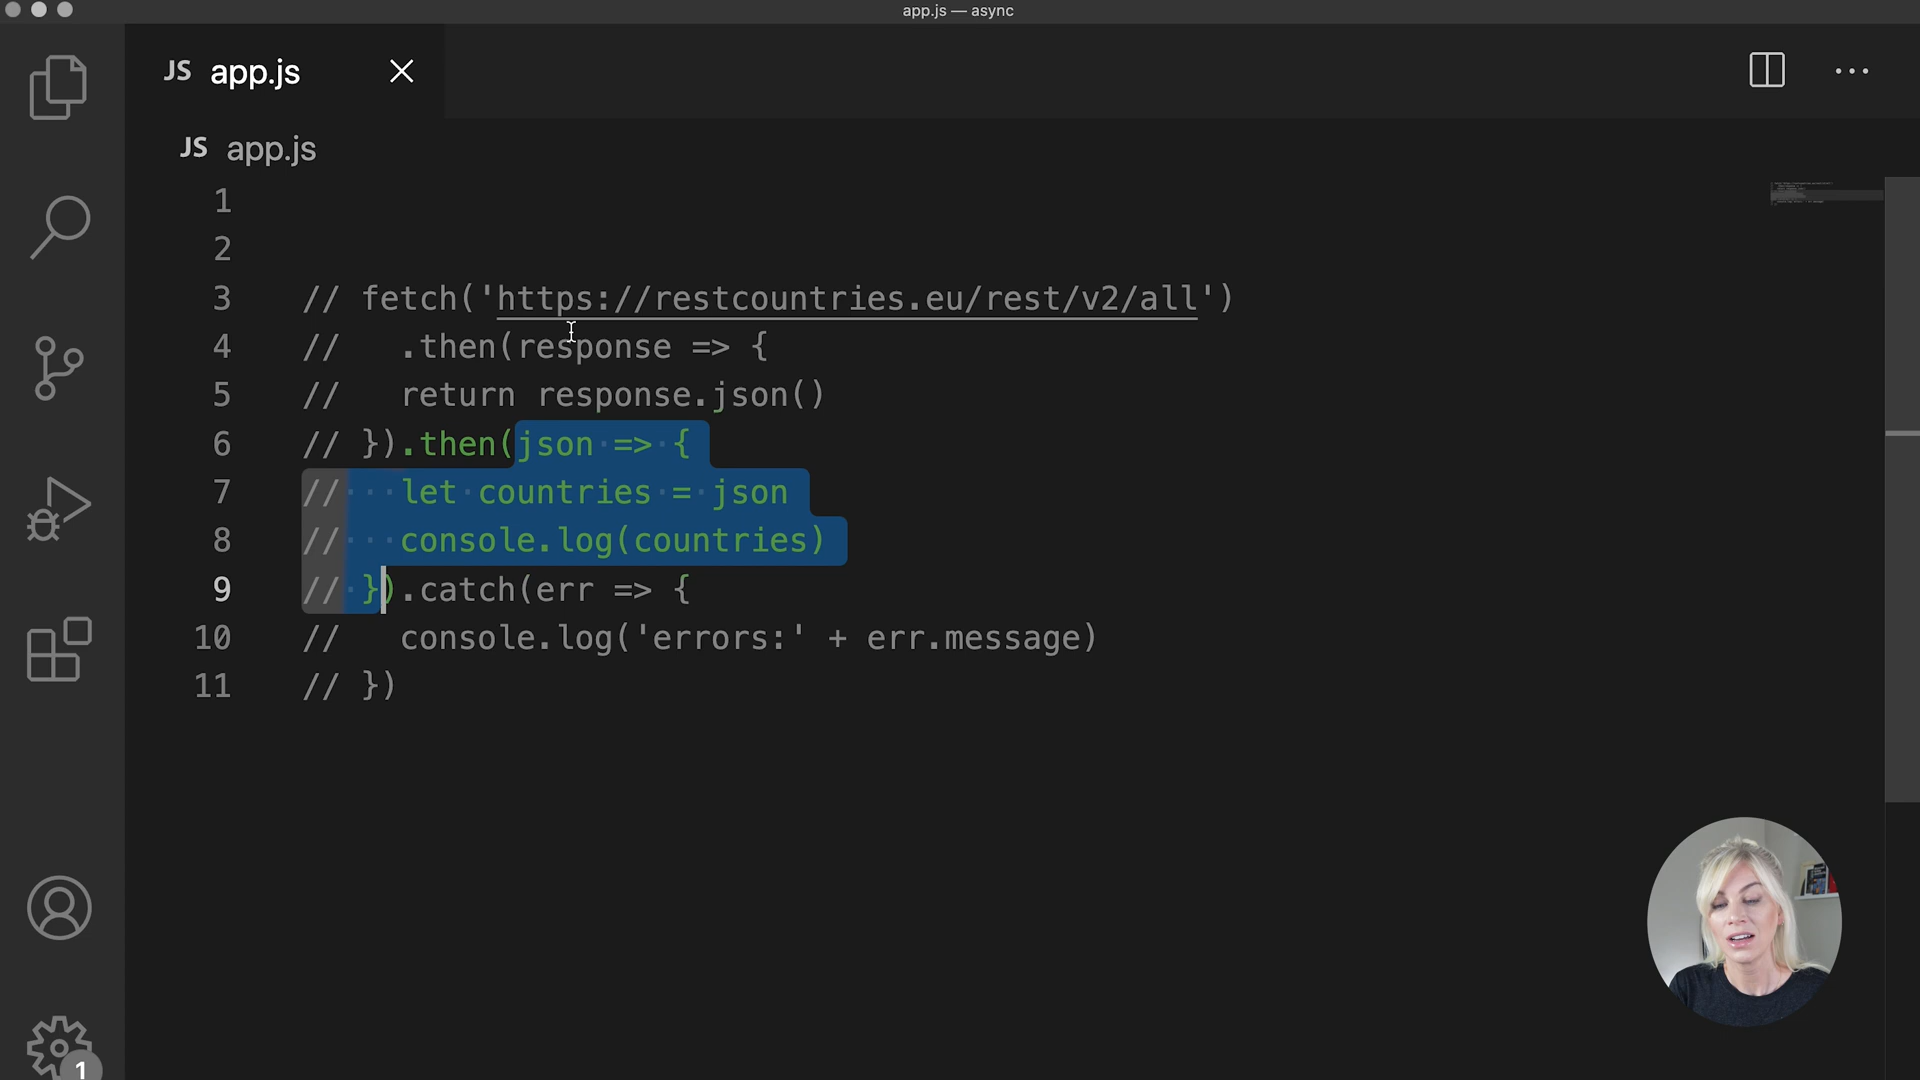 app.js — async
JS app.js
JS app.js
1
2
3 // fetch('https://restcountries.eu/rest/v2/all')
4 //   .then(response => {
5 //   return response.json()
6 // }).then(json => {
7 //   let countries = json
8 //   console.log(countries)
9 // }).catch(err => {
10 //   console.log('errors:' + err.message)
11 // })
1